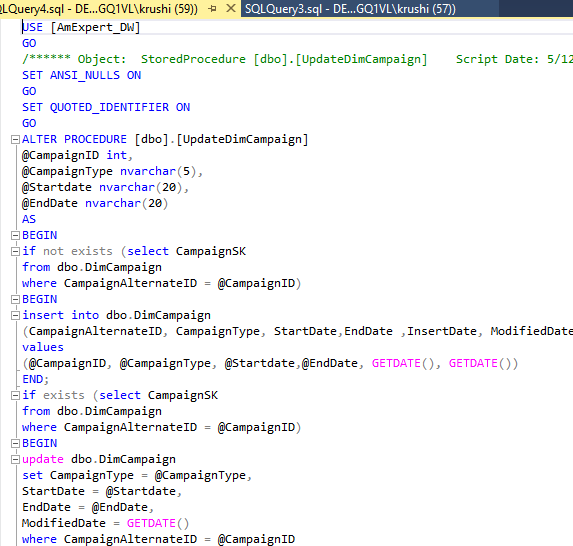 LQuery4.sql - DE...GQ1VL\krushi (59)) SQLQuery3.sql - DE...GQ1VL\krushi (57))
USE [AmExpert_DW]
GO
/****** Object:  StoredProcedure [dbo].[UpdateDimCampaign]    Script Date: 5/12
SET ANSI_NULLS ON
GO
SET QUOTED_IDENTIFIER ON
GO
ALTER PROCEDURE [dbo].[UpdateDimCampaign]
@CampaignID int,
@CampaignType nvarchar(5),
@Startdate nvarchar(20),
@EndDate nvarchar(20)
AS
BEGIN
if not exists (select CampaignSK
from dbo.DimCampaign
where CampaignAlternateID = @CampaignID)
BEGIN
insert into dbo.DimCampaign
(CampaignAlternateID, CampaignType, StartDate,EndDate ,InsertDate, ModifiedDate
values
(@CampaignID, @CampaignType, @Startdate,@EndDate, GETDATE(), GETDATE())
END;
if exists (select CampaignSK
from dbo.DimCampaign
where CampaignAlternateID = @CampaignID)
BEGIN
update dbo.DimCampaign
set CampaignType = @CampaignType,
StartDate = @Startdate,
EndDate = @EndDate,
ModifiedDate = GETDATE()
where CampaignAlternateID = @CampaignID